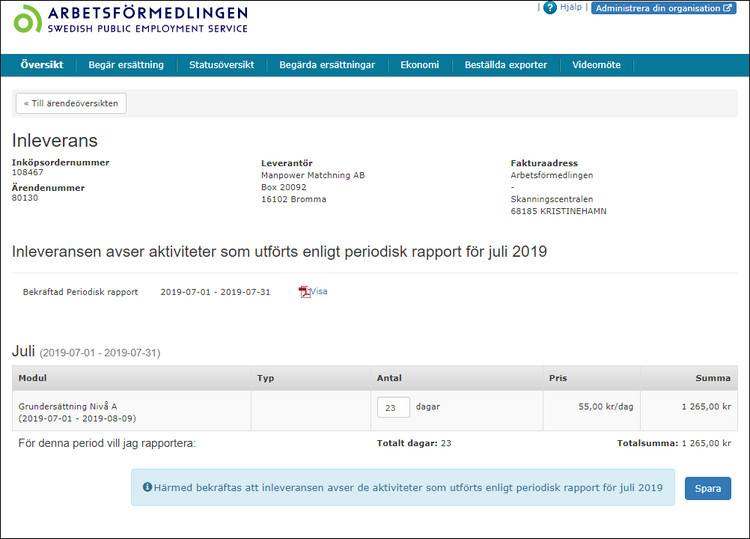 ARBETSFÖRMEDLINGEN
SWEDISH PUBLIC EMPLOYMENT SERVICE
| ? Hjälp | Administrera din organisation
Översikt Begär ersättning Statusöversikt Begärda ersättningar Ekonomi Beställda exporter Videomöte
« Till ärendeöversikten
Inleverans
Inköpsordernummer
108467
Ärendenummer
80130
Leverantör
Manpower Matchning AB
Box 20092
16102 Bromma
Fakturaadress
Arbetsförmedlingen
-
Skanningscentralen
68185 KRISTINEHAMN
Inleveransen avser aktiviteter som utförts enligt periodisk rapport för juli 2019
Bekräftad Periodisk rapport 2019-07-01 - 2019-07-31 Visa
Juli (2019-07-01 - 2019-07-31)
Modul Typ Antal Pris Summa
Grundersättning Nivå A 23 dagar 55,00 kr/dag 1 265,00 kr
(2019-07-01 - 2019-08-09)
För denna period vill jag rapportera: Totalt dagar: 23 Totalsumma: 1 265,00 kr
Härmed bekräftas att inleveransen avser de aktiviteter som utförts enligt periodisk rapport för juli 2019 Spara